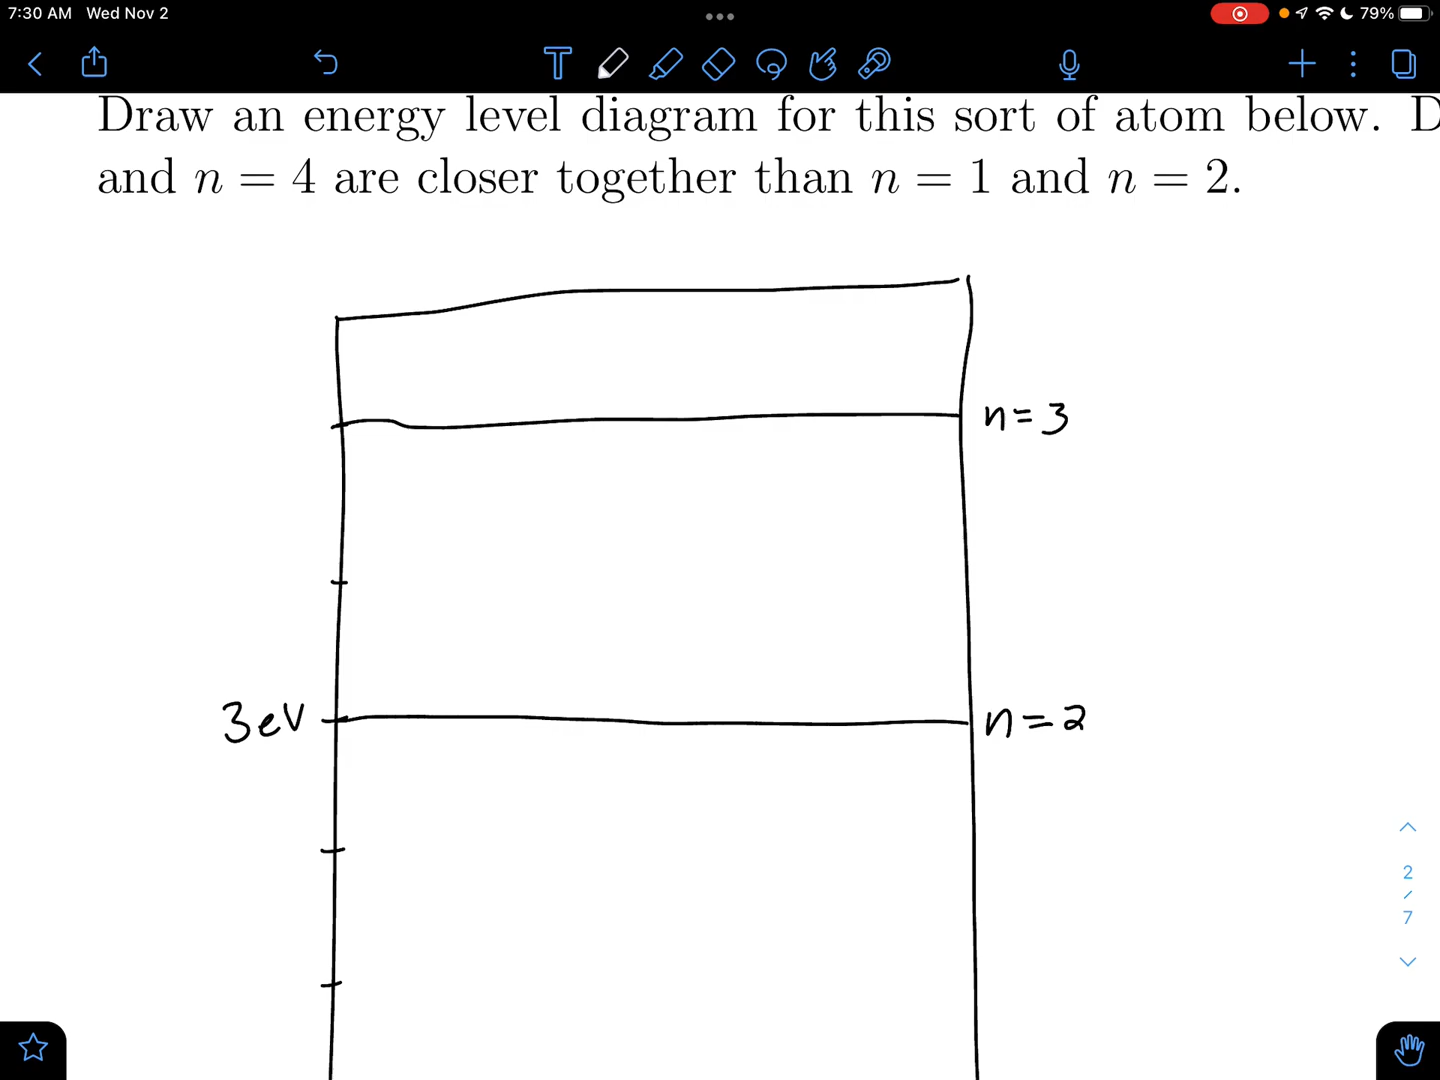 7:30 AM Wed Nov 2
79%
Draw an energy level diagram for this sort of atom below. D
and n = 4 are closer together than n = 1 and n = 2.
n=3
3eV
n=2
2
/
7